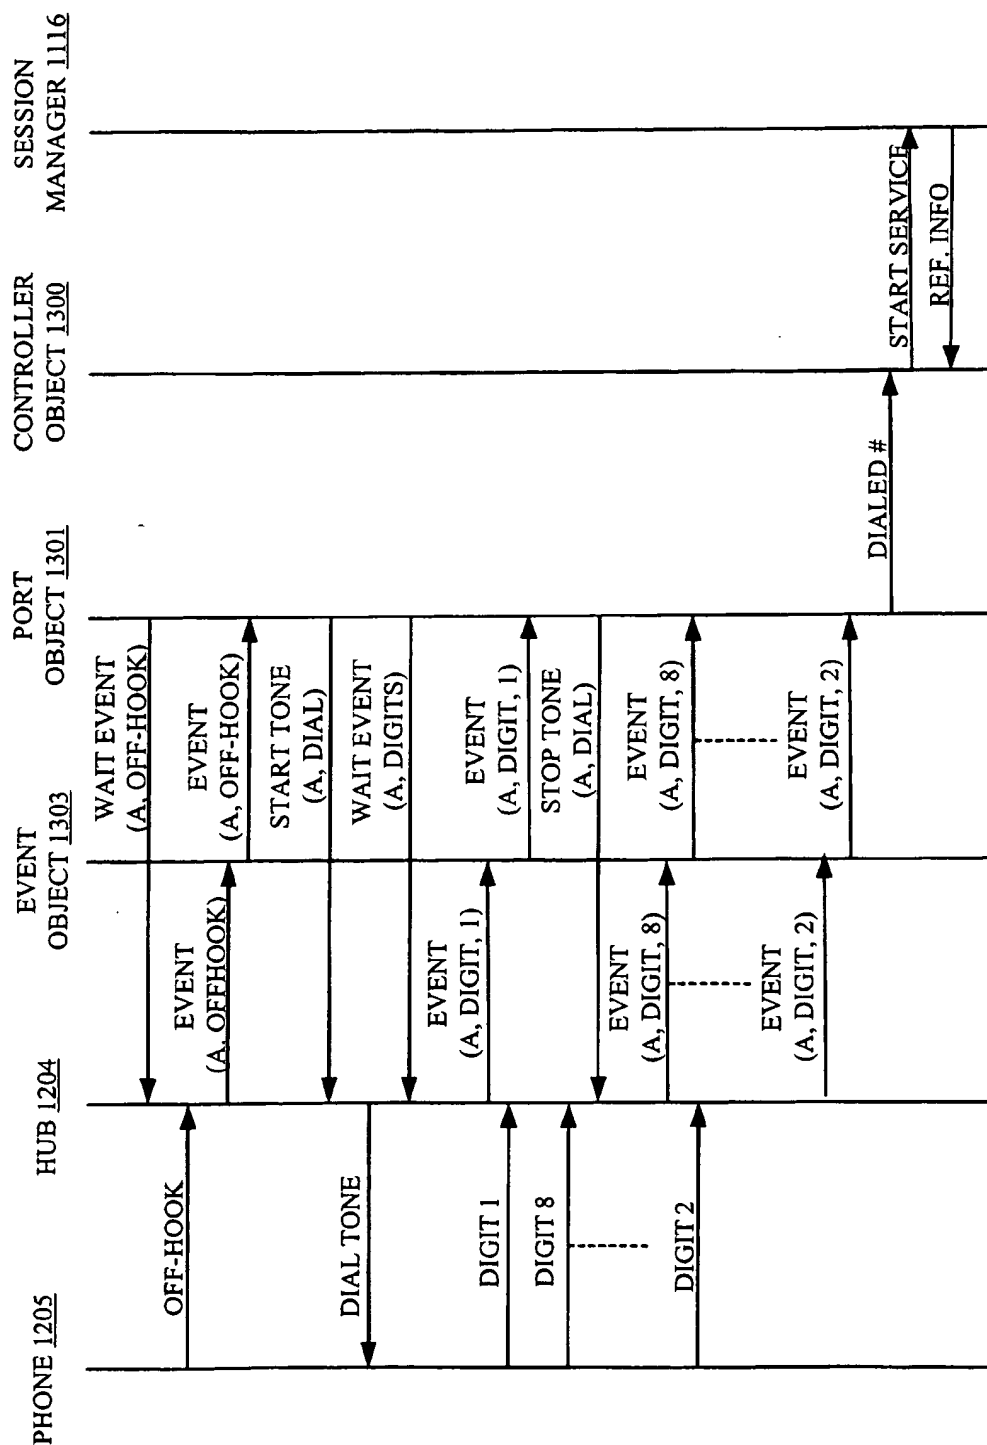 PHONE 1205
HUB 1204
EVENT
OBJECT 1303
PORT
OBJECT 1301
CONTROLLER
OBJECT 1300
SESSION
MANAGER 1116
WAIT EVENT
(A, OFF-HOOK)
OFF-HOOK
EVENT
(A, OFFHOOK)
EVENT
(A, OFF-HOOK)
START TONE
(A, DIAL)
DIAL TONE
WAIT EVENT
(A, DIGITS)
DIGIT 1
EVENT
(A, DIGIT, 1)
EVENT
(A, DIGIT, 1)
STOP TONE
(A, DIAL)
DIGIT 8
EVENT
(A, DIGIT, 8)
EVENT
(A, DIGIT, 8)
DIGIT 2
EVENT
(A, DIGIT, 2)
EVENT
(A, DIGIT, 2)
DIALED #
START SERVICE
REF. INFO